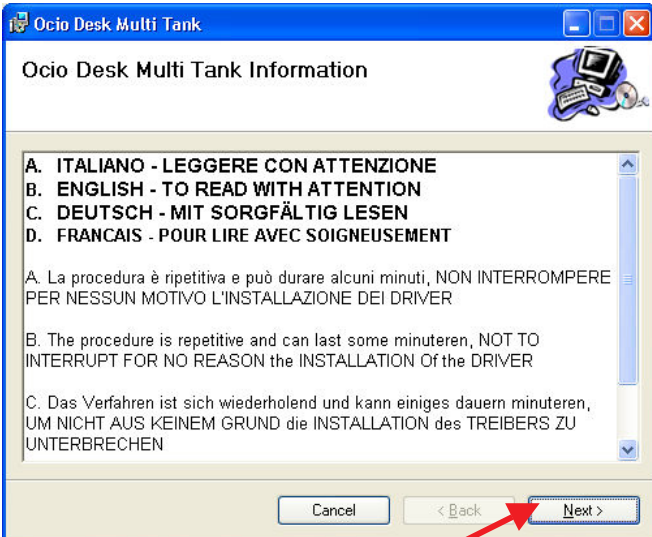 Ocio Desk Multi Tank
Ocio Desk Multi Tank Information
A. ITALIANO - LEGGERE CON ATTENZIONE
B. ENGLISH - TO READ WITH ATTENTION
C. DEUTSCH - MIT SORGFÄLTIG LESEN
D. FRANCAIS - POUR LIRE AVEC SOIGNEUSEMENT
A. La procedura è ripetitiva e può durare alcuni minuti, NON INTERROMPERE
PER NESSUN MOTIVO L'INSTALLAZIONE DEI DRIVER
B. The procedure is repetitive and can last some minuteren, NOT TO
INTERRUPT FOR NO REASON the INSTALLATION Of the DRIVER
C. Das Verfahren ist sich wiederholend und kann einiges dauern minuteren,
UM NICHT AUS KEINEM GRUND die INSTALLATION des TREIBERS ZU
UNTERBRECHEN
Cancel < Back Next >